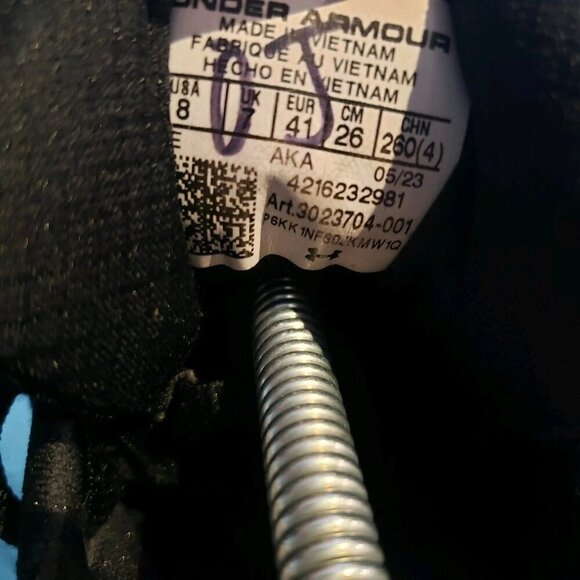 UNDER ARMOUR
MADE IN VIETNAM
FABRIQUE AU VIETNAM
HECHO EN VIETNAM
USA UK EUR CM CHN
8 7 41 26 260(4)
AKA 05/23
4216232981
Art.3023704-001